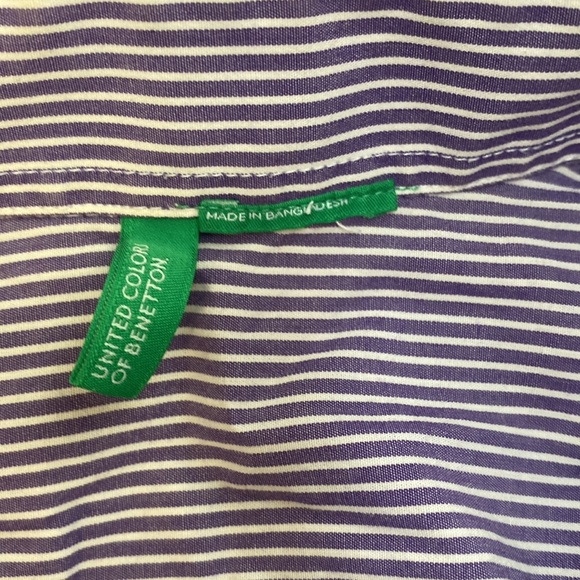 MADE IN BANGLADESH
UNITED COLORS
OF BENETTON.